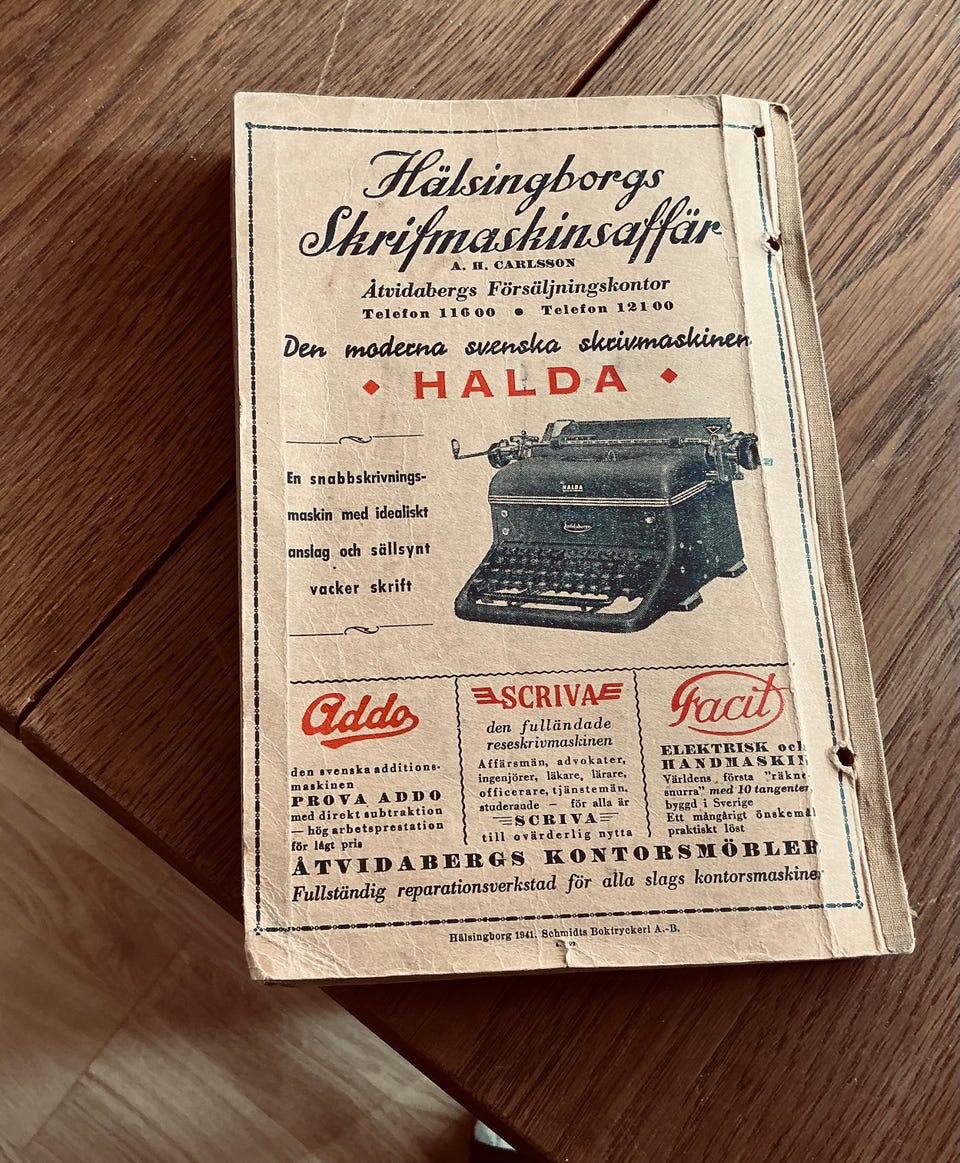 Hälsingborgs
Skrifmaskinsaffär
A. H. CARLSSON
Åtvidabergs Försäljningskontor
Telefon 116 00 • Telefon 121 00
Den moderna svenska skrivmaskinen
HALDA
En snabbskrivnings-
maskin med idealiskt
anslag och sällsynt
vacker skrift
HALDA
Addo
den svenska additions-
maskinen
PROVA ADDO
med direkt subtraktion
— hög arbetsprestation
för lågt pris
SCRIVA
den fulländade
reseskrivmaskinen
Affärsmän, advokater,
ingenjörer, läkare, lärare,
officerare, tjänstemän,
studerande — för alla är
SCRIVA
till ovärderlig nytta
Facit
ELEKTRISK och
HANDMASKIN
Världens första "räkne-
snurra" med 10 tangenter
byggd i Sverige
Ett mångårigt önskemål
praktiskt löst
ÅTVIDABERGS KONTORSMÖBLER
Fullständig reparationsverkstad för alla slags kontorsmaskiner
Hälsingborg 1941. Schmidts Boktryckeri A.-B.